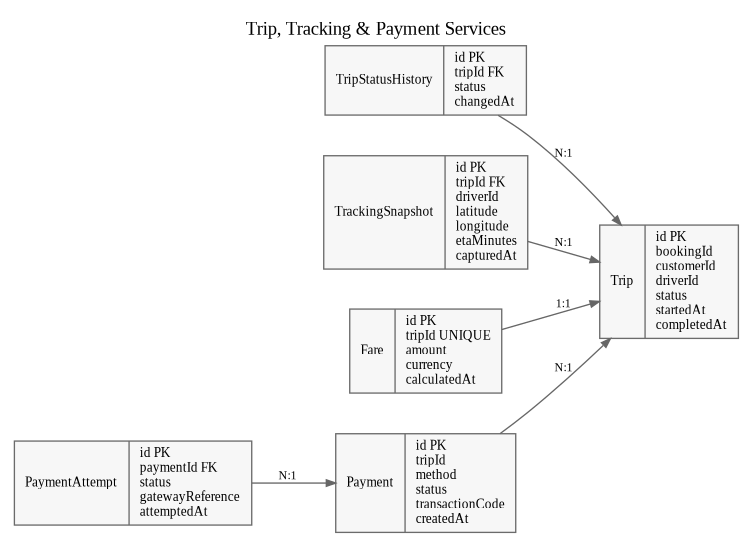 Trip, Tracking & Payment Services
TripStatusHistory
id PK
tripId FK
status
changedAt
N:1
TrackingSnapshot
id PK
tripId FK
driverId
latitude
longitude
etaMinutes
capturedAt
N:1
Trip
id PK
bookingId
customerId
driverId
status
startedAt
completedAt
Fare
id PK
tripId UNIQUE
amount
currency
calculatedAt
1:1
N:1
PaymentAttempt
id PK
paymentId FK
status
gatewayReference
attemptedAt
N:1
Payment
id PK
tripId
method
status
transactionCode
createdAt